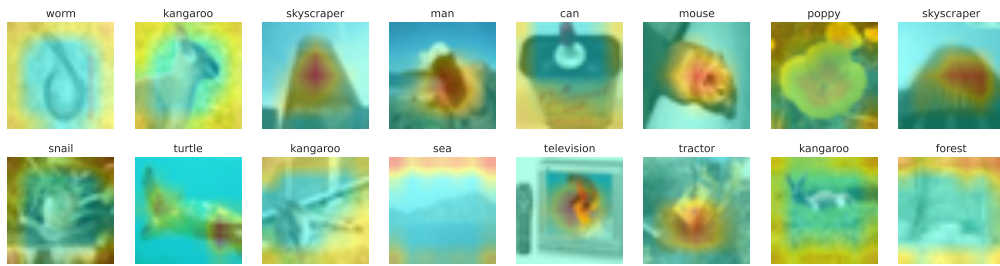 worm kangaroo skyscraper man can mouse poppy skyscraper
snail turtle kangaroo sea television tractor kangaroo forest